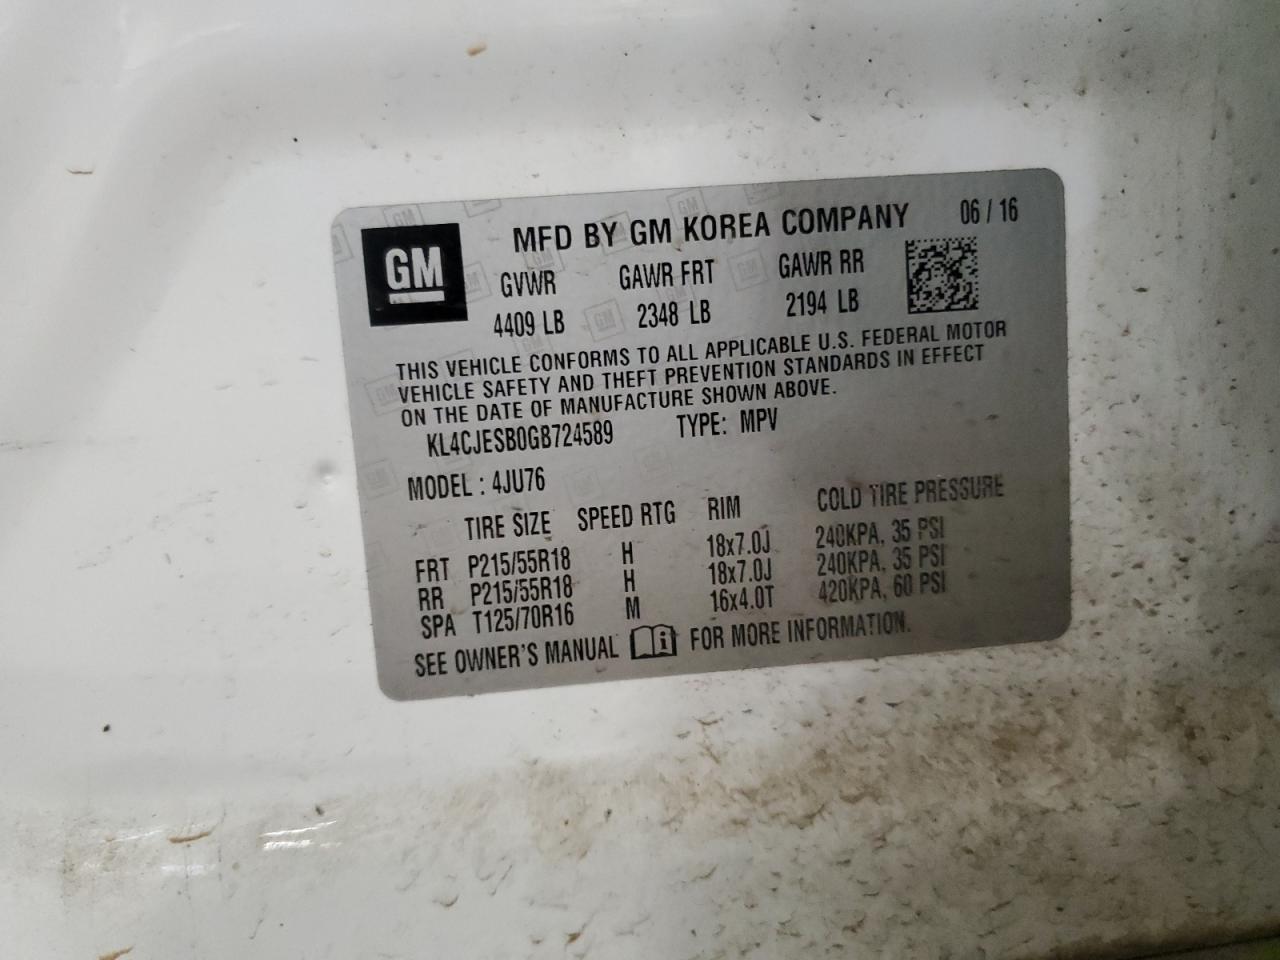 GM MFD BY GM KOREA COMPANY 06 / 16
GVWR GAWR FRT GAWR RR
4409 LB 2348 LB 2194 LB
THIS VEHICLE CONFORMS TO ALL APPLICABLE U.S. FEDERAL MOTOR
VEHICLE SAFETY AND THEFT PREVENTION STANDARDS IN EFFECT
ON THE DATE OF MANUFACTURE SHOWN ABOVE.
KL4CJESB0GB724589 TYPE: MPV
MODEL : 4JU76
TIRE SIZE SPEED RTG RIM COLD TIRE PRESSURE
FRT P215/55R18 H 18x7.0J 240KPA, 35 PSI
RR P215/55R18 H 18x7.0J 240KPA, 35 PSI
SPA T125/70R16 M 16x4.0T 420KPA, 60 PSI
SEE OWNER'S MANUAL i FOR MORE INFORMATION.